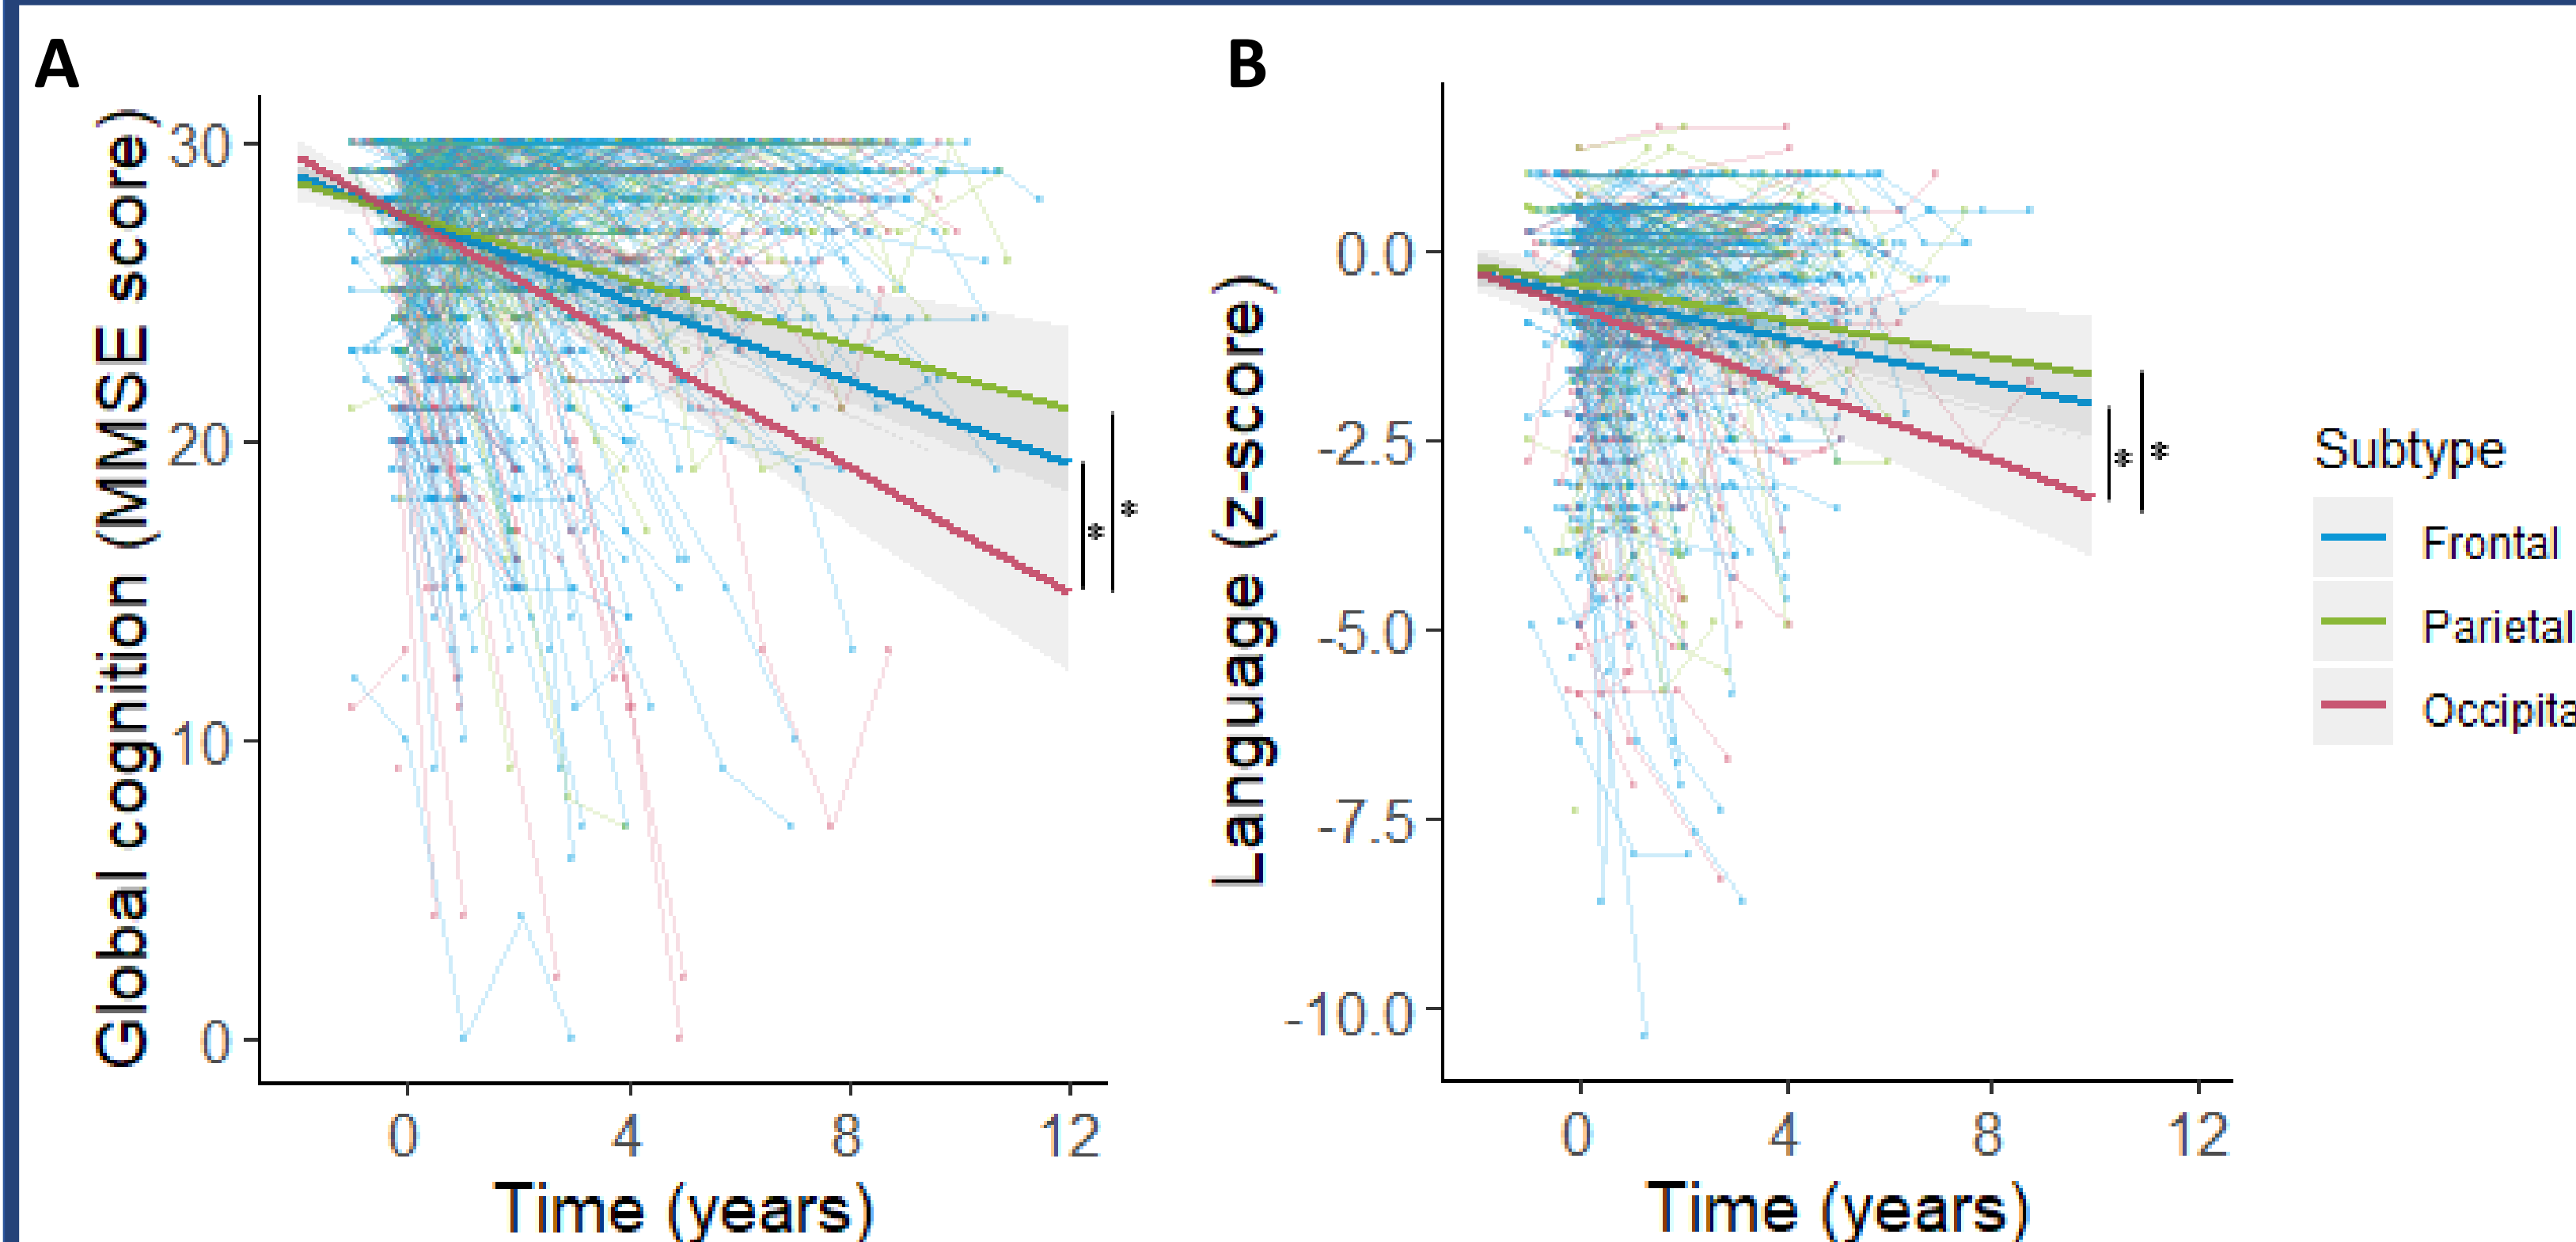 A
B
Global cognition (MMSE score)
30
20
10
0
0
4
8
12
Time (years)
Language (z-score)
0.0
-2.5
-5.0
-7.5
-10.0
0
4
8
12
Time (years)
*
*
*
*
Subtype
Frontal
Parietal
Occipita